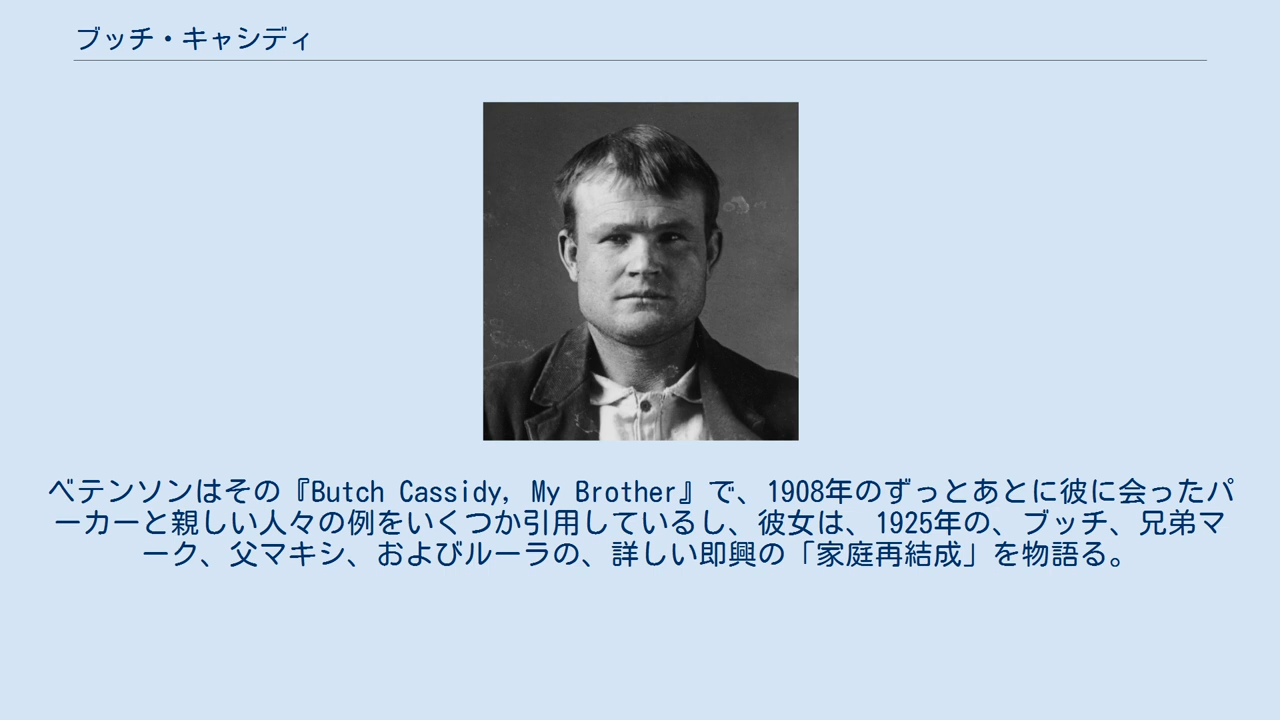 ブッチ・キャシディ
ベテンソンはその『Butch Cassidy, My Brother』で、1908年のずっとあとに彼に会ったパ
ーカーと親しい人々の例をいくつか引用しているし、彼女は、1925年の、ブッチ、兄弟マ
ーク、父マキシ、およびルーラの、詳しい即興の「家庭再結成」を物語る。